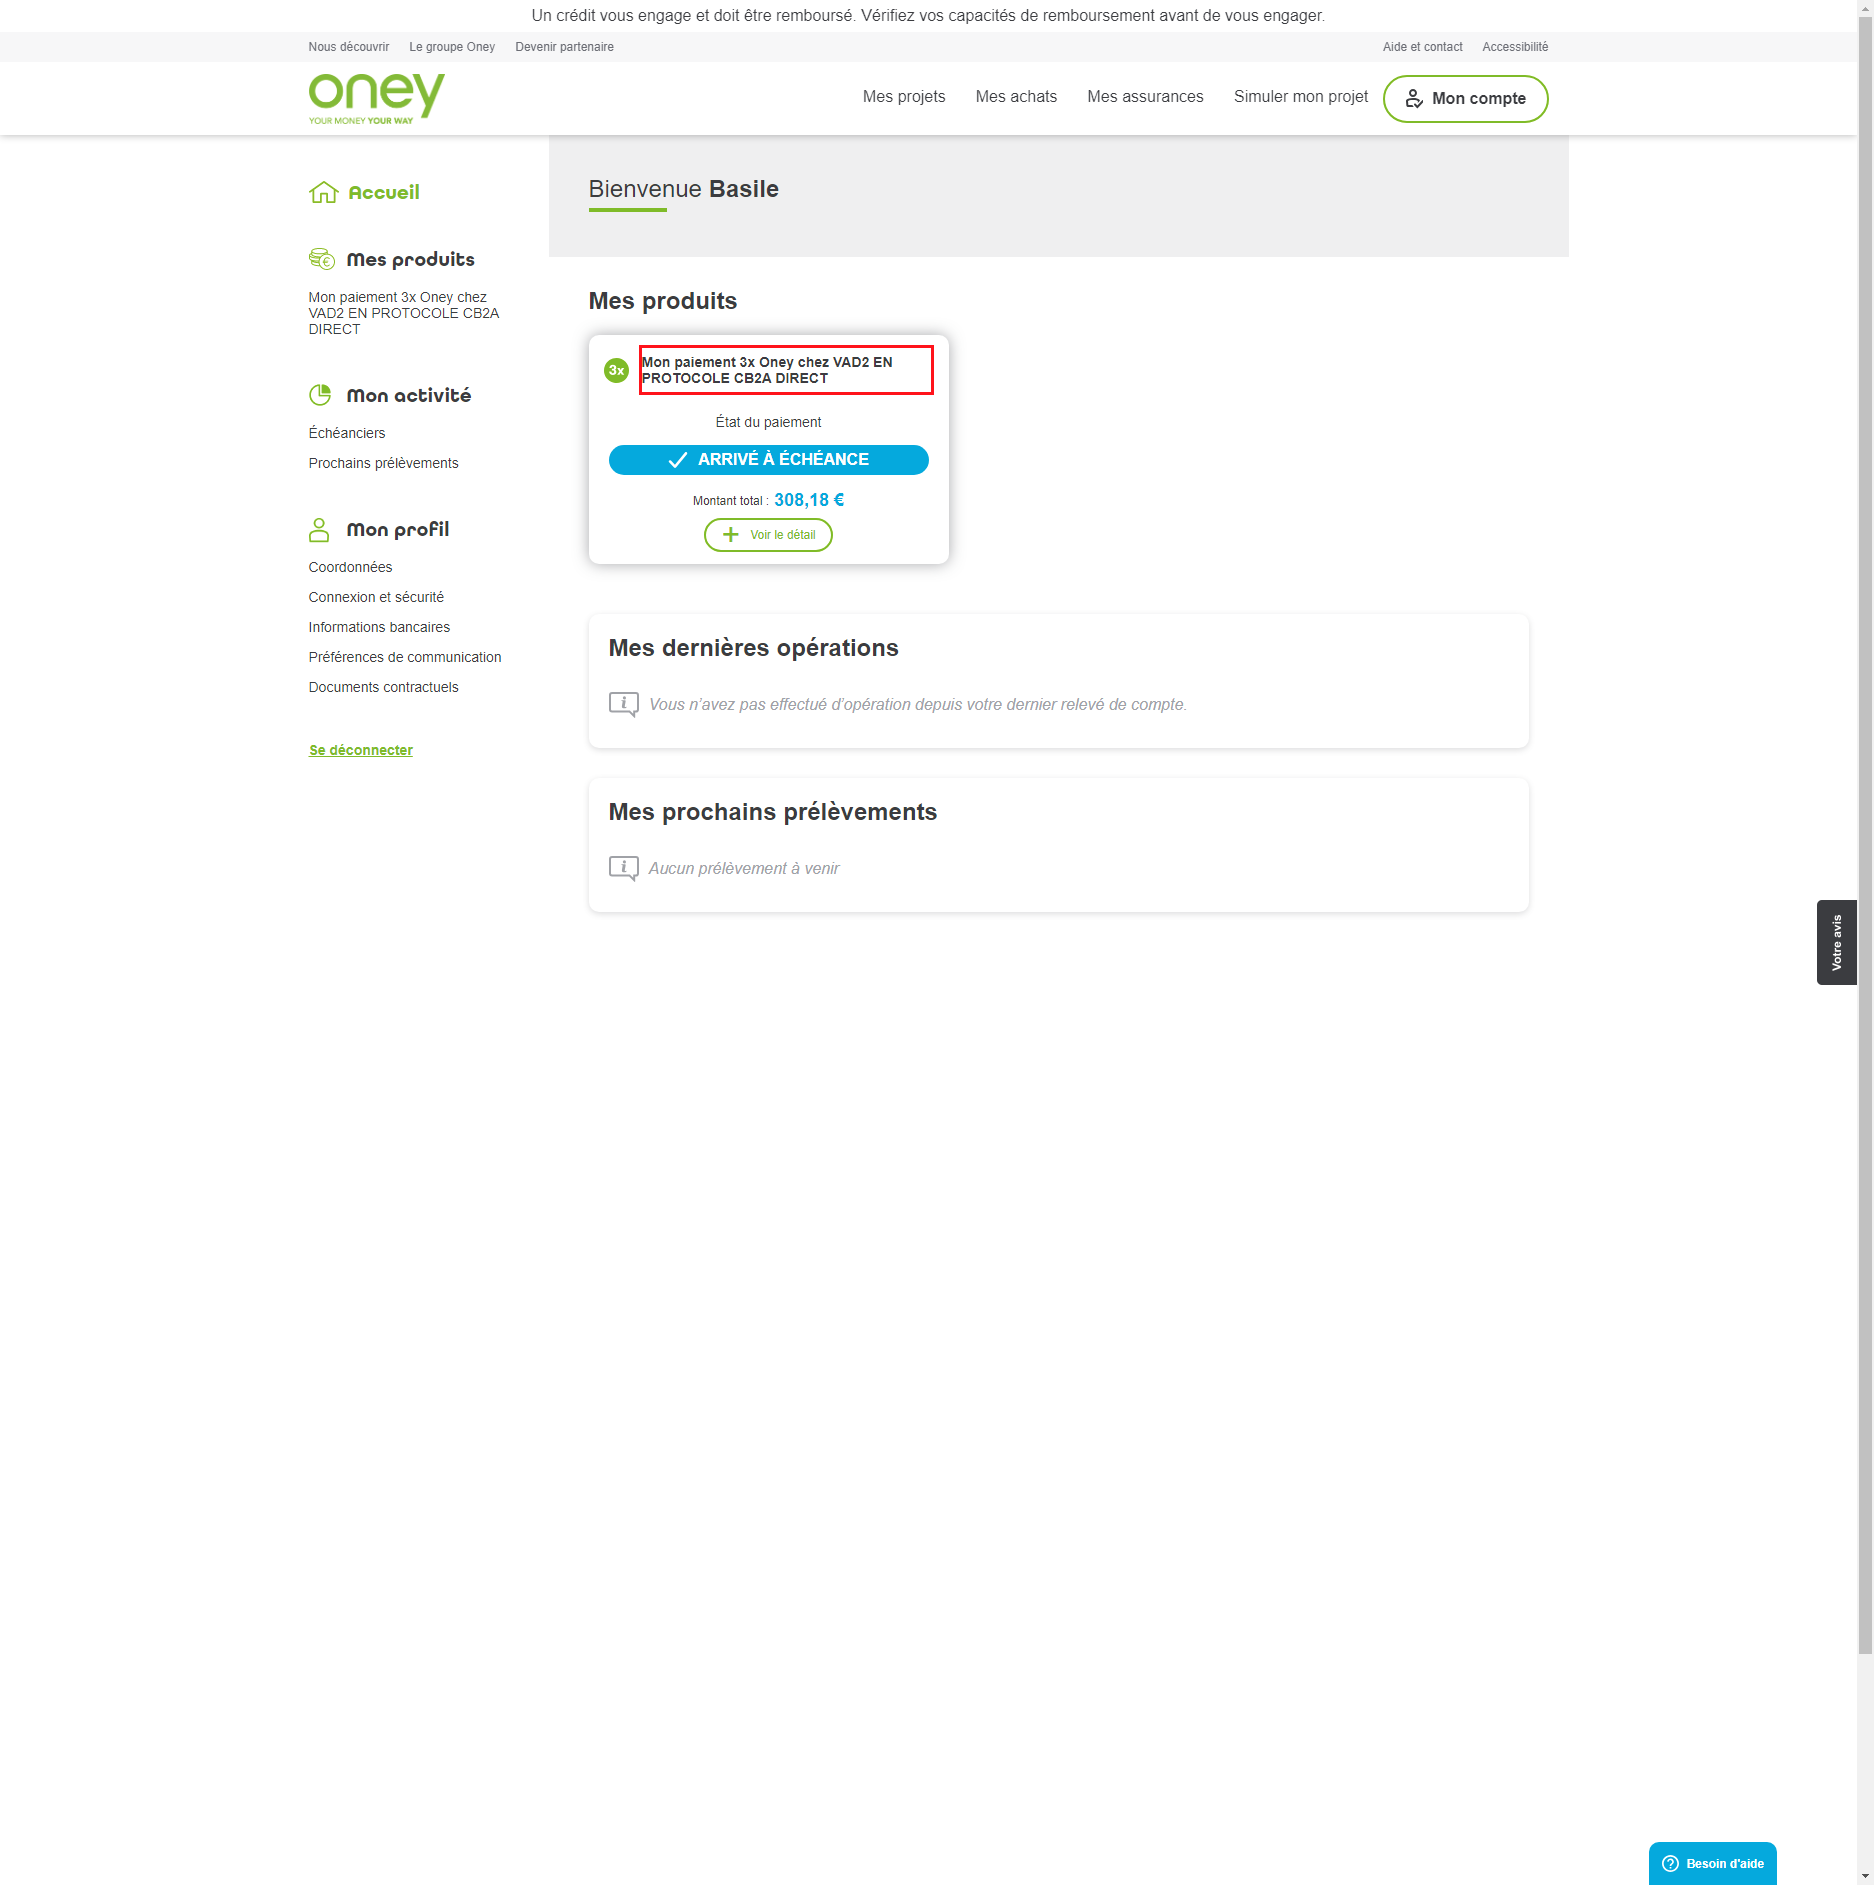 Un crédit vous engage et doit être remboursé. Vérifiez vos capacités de remboursement avant de vous engager.
Nous découvrir Le groupe Oney Devenir partenaire Aide et contact Accessibilité
oney
YOUR MONEY YOUR WAY
Mes projets Mes achats Mes assurances Simuler mon projet Mon compte
Accueil
Mes produits
Mon paiement 3x Oney chez
VAD2 EN PROTOCOLE CB2A
DIRECT
Mon activité
Échéanciers
Prochains prélèvements
Mon profil
Coordonnées
Connexion et sécurité
Informations bancaires
Préférences de communication
Documents contractuels
Se déconnecter
Bienvenue Basile
Mes produits
3x
Mon paiement 3x Oney chez VAD2 EN
PROTOCOLE CB2A DIRECT
État du paiement
ARRIVÉ À ÉCHÉANCE
Montant total : 308,18 €
Voir le détail
Mes dernières opérations
Vous n’avez pas effectué d’opération depuis votre dernier relevé de compte.
Mes prochains prélèvements
Aucun prélèvement à venir
Votre avis
Besoin d'aide